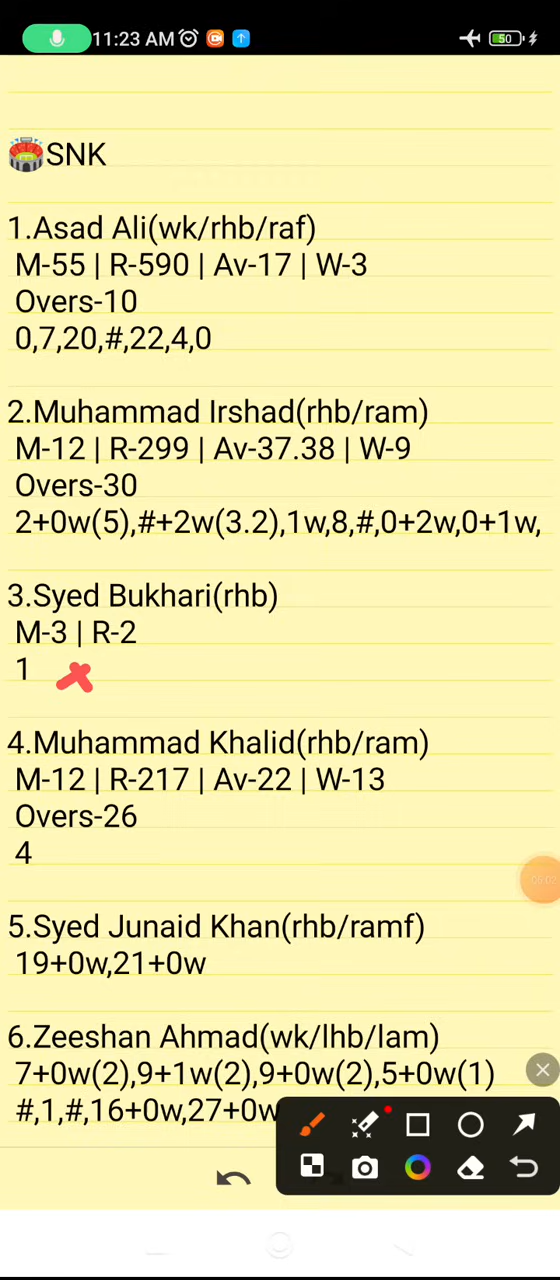 11:23 AM
50
SNK
1.Asad Ali(wk/rhb/raf)
M-55 | R-590 | Av-17 | W-3
Overs-10
0,7,20,#,22,4,0
2.Muhammad Irshad(rhb/ram)
M-12 | R-299 | Av-37.38 | W-9
Overs-30
2+0w(5),#+2w(3.2),1w,8,#,0+2w,0+1w,
3.Syed Bukhari(rhb)
M-3 | R-2
1
4.Muhammad Khalid(rhb/ram)
M-12 | R-217 | Av-22 | W-13
Overs-26
4
5.Syed Junaid Khan(rhb/ramf)
19+0w,21+0w
6.Zeeshan Ahmad(wk/lhb/lam)
7+0w(2),9+1w(2),9+0w(2),5+0w(1)
#,1,#,16+0w,27+0w